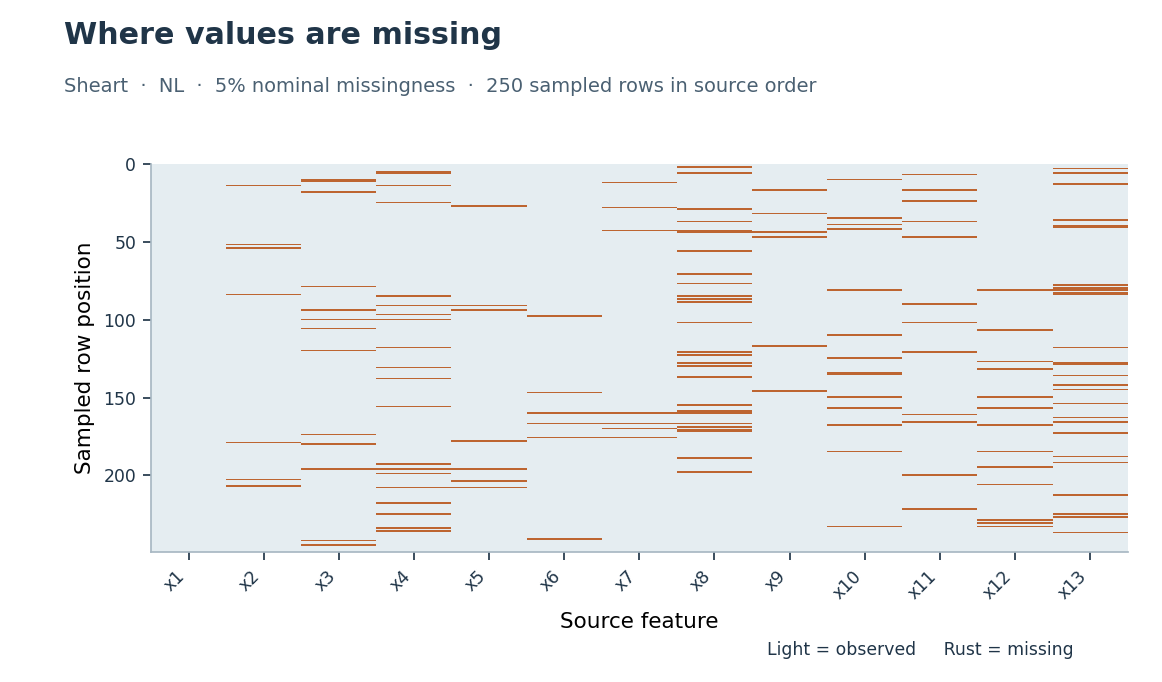 Where values are missing
Sheart · NL · 5% nominal missingness · 250 sampled rows in source order
0
50
100
150
200
Sampled row position
x1 x2 x3 x4 x5 x6 x7 x8 x9 x10 x11 x12 x13
Source feature
Light = observed Rust = missing